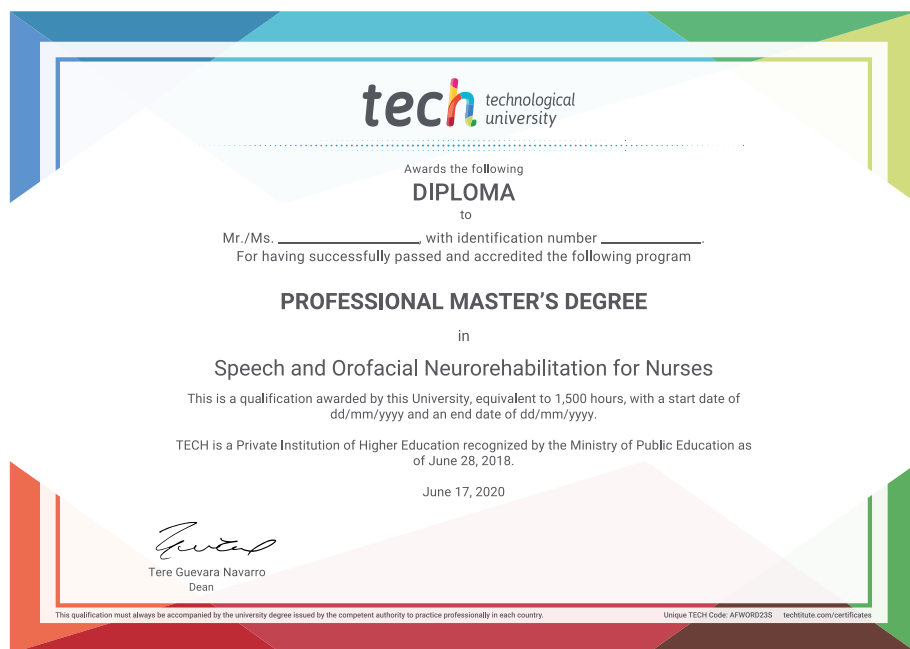 tech technological
university
Awards the following
DIPLOMA
to
Mr./Ms. ____________________, with identification number ______________.
For having successfully passed and accredited the following program
PROFESSIONAL MASTER'S DEGREE
in
Speech and Orofacial Neurorehabilitation for Nurses
This is a qualification awarded by this University, equivalent to 1,500 hours, with a start date of
dd/mm/yyyy and an end date of dd/mm/yyyy.
TECH is a Private Institution of Higher Education recognized by the Ministry of Public Education as
of June 28, 2018.
June 17, 2020
Tere Guevara Navarro
Dean
This qualification must always be accompanied by the university degree issued by the competent authority to practice professionally in each country.
Unique TECH Code: AFWORD23S techtitute.com/certificates